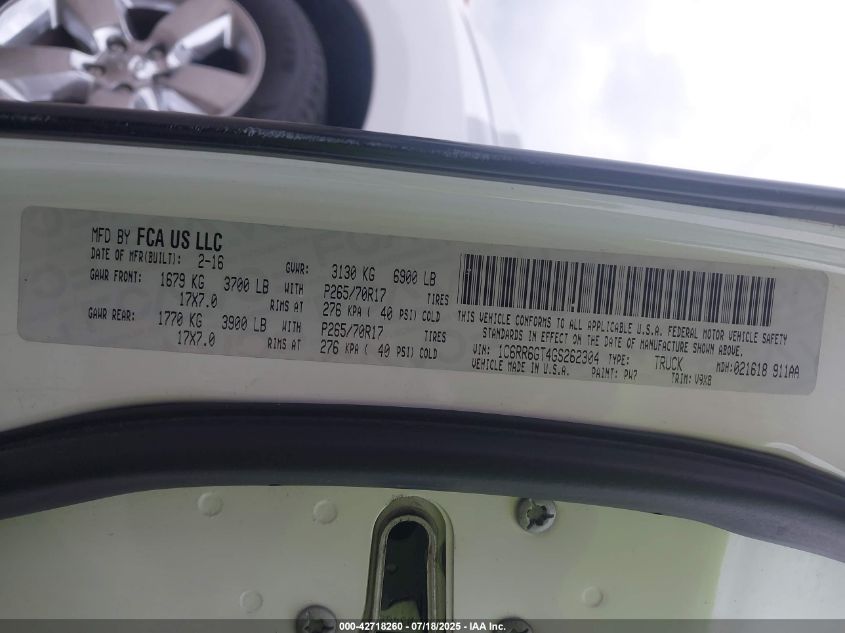 MFD BY FCA US LLC
DATE OF MFR(BUILT): 2-16 GVWR: 3130 KG 6900 LB
GAWR FRONT: 1679 KG 3700 LB WITH P265/70R17 TIRES
17X7.0 RIMS AT 276 KPA ( 40 PSI) COLD
GAWR REAR: 1770 KG 3900 LB WITH P265/70R17 TIRES
17X7.0 RIMS AT 276 KPA ( 40 PSI) COLD
THIS VEHICLE CONFORMS TO ALL APPLICABLE U.S.A. FEDERAL MOTOR VEHICLE SAFETY
STANDARDS IN EFFECT ON THE DATE OF MANUFACTURE SHOWN ABOVE.
VIN: 1C6RR6GT4GS262304 TYPE: TRUCK MDH:021618 911AA
VEHICLE MADE IN U.S.A. PAINT: PW7 TRIM: V9X8
000-42718260 - 07/18/2025 - IAA Inc.